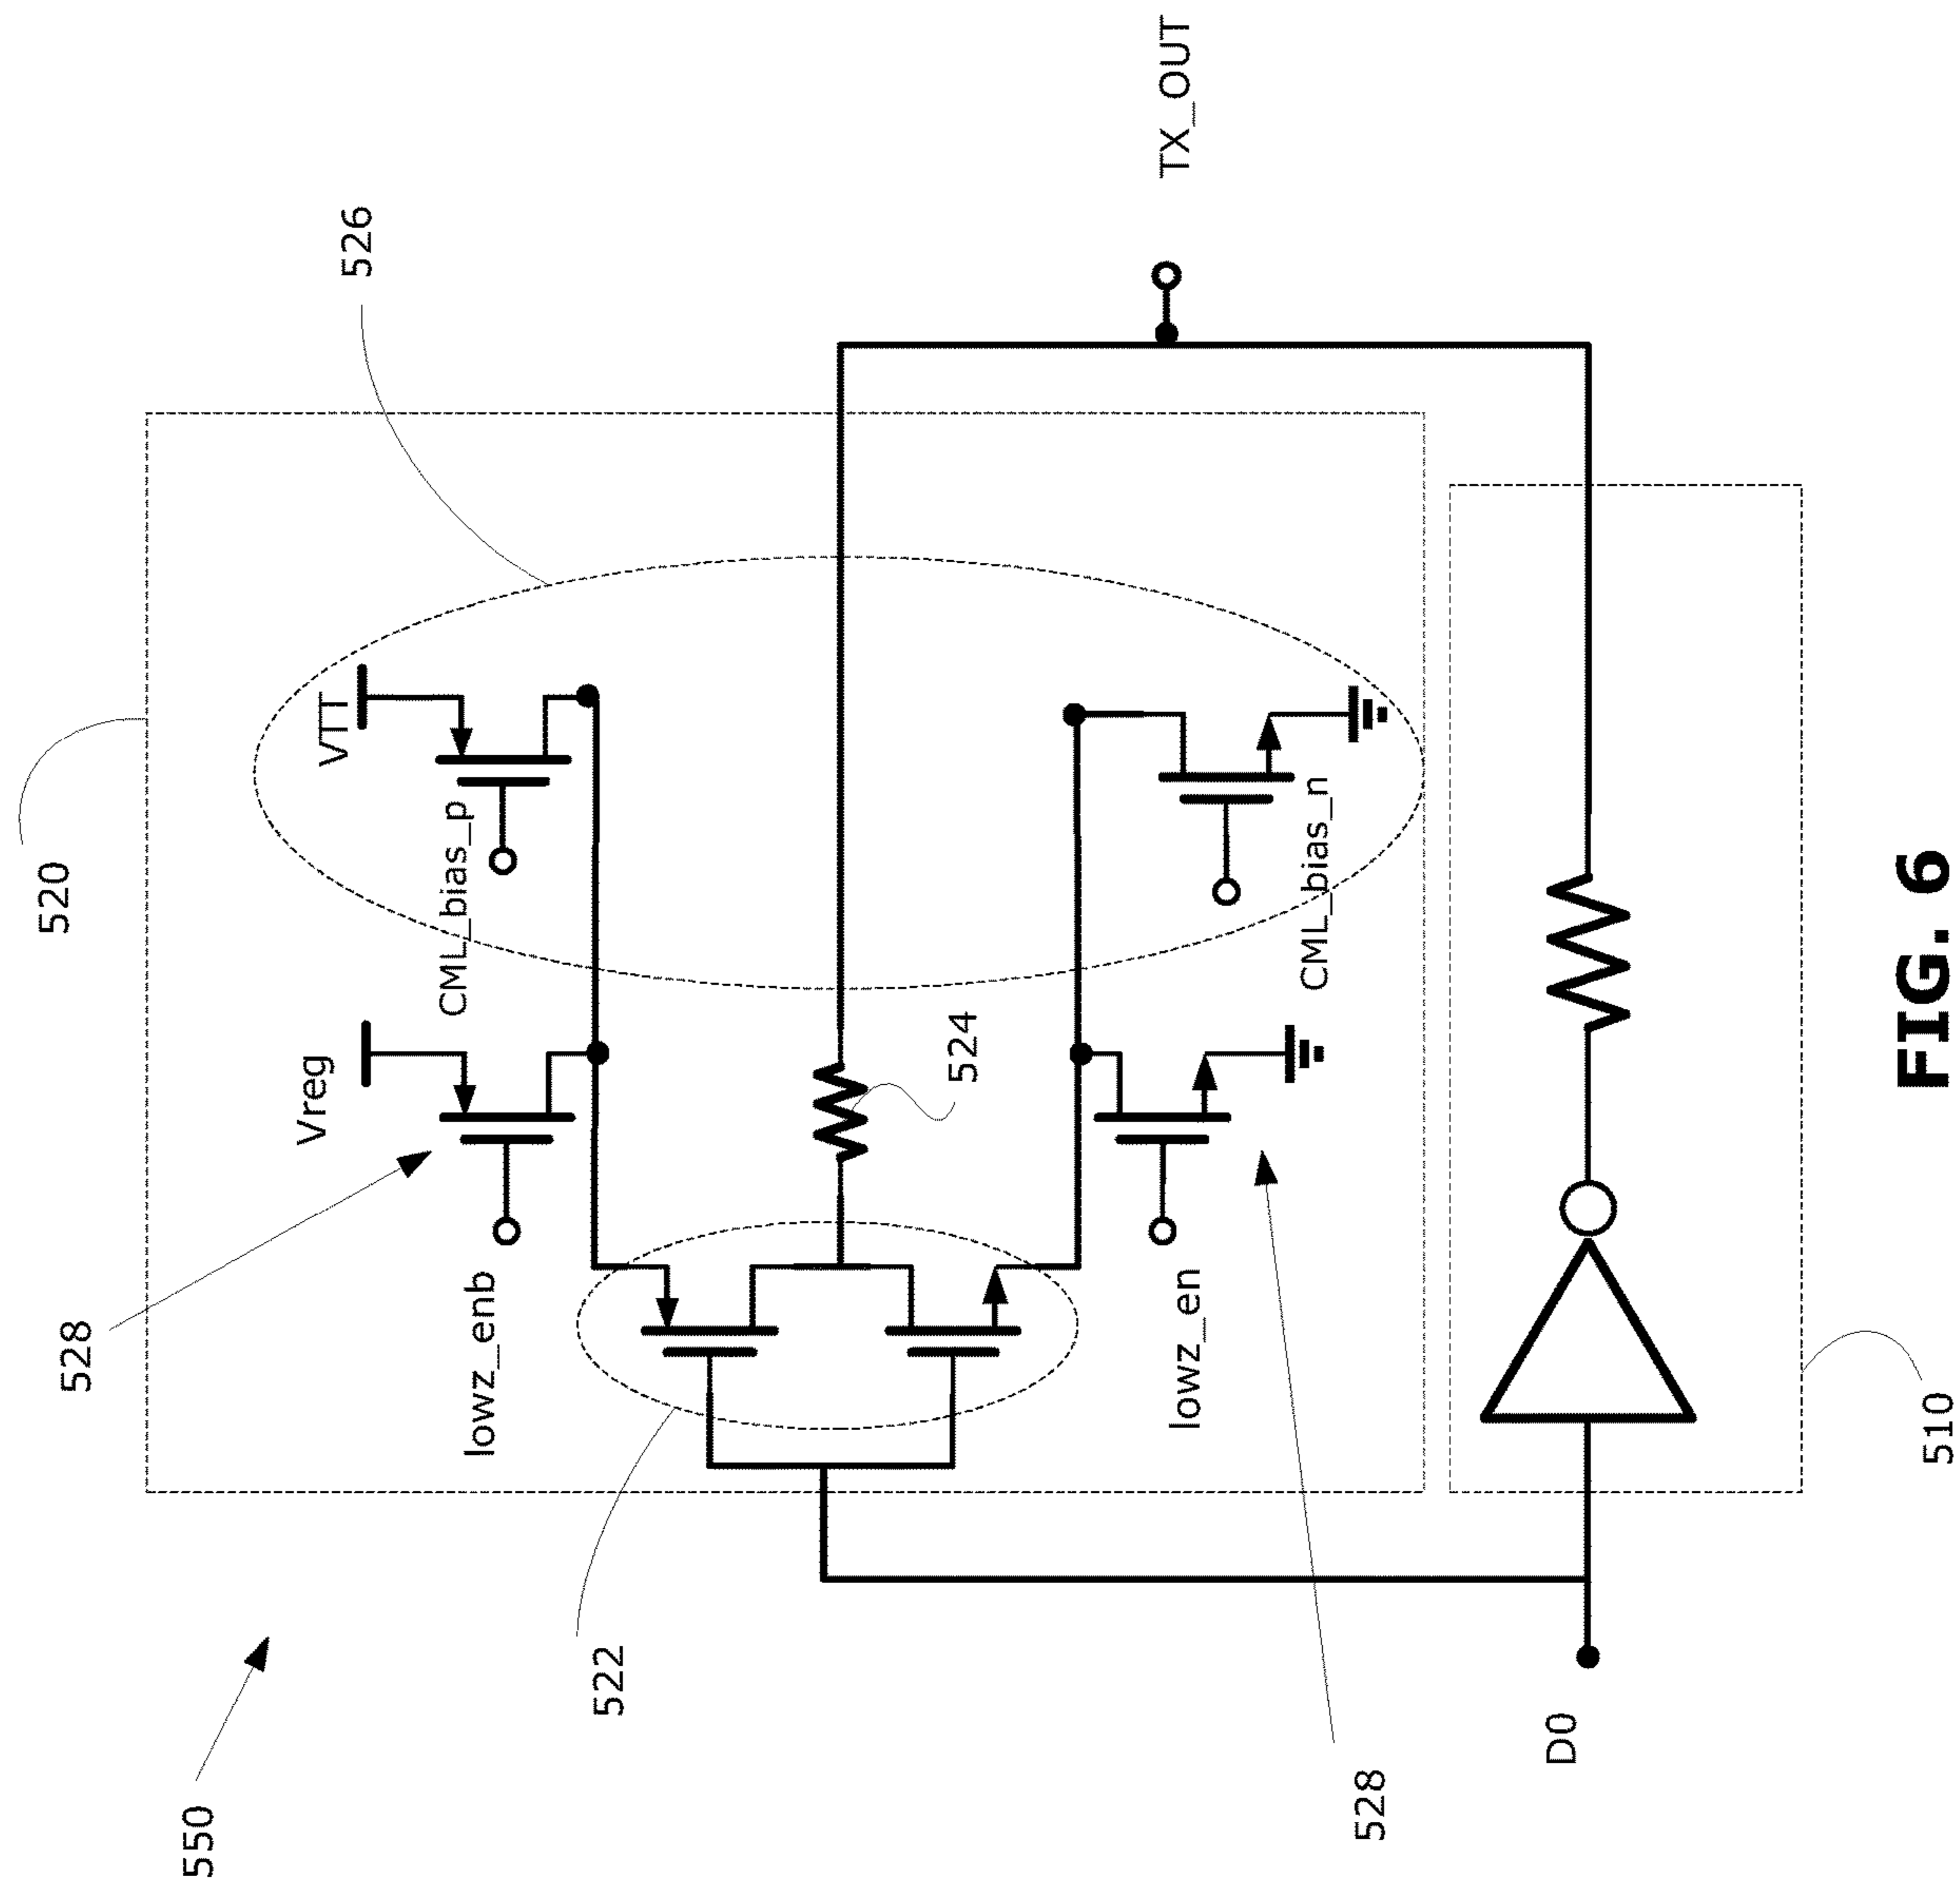 520
526
VTT
Vreg
CML_bias_p
528
lowz_enb
TX_OUT
524
522
550
CML_bias_n
lowz_en
528
D0
510
FIG. 6